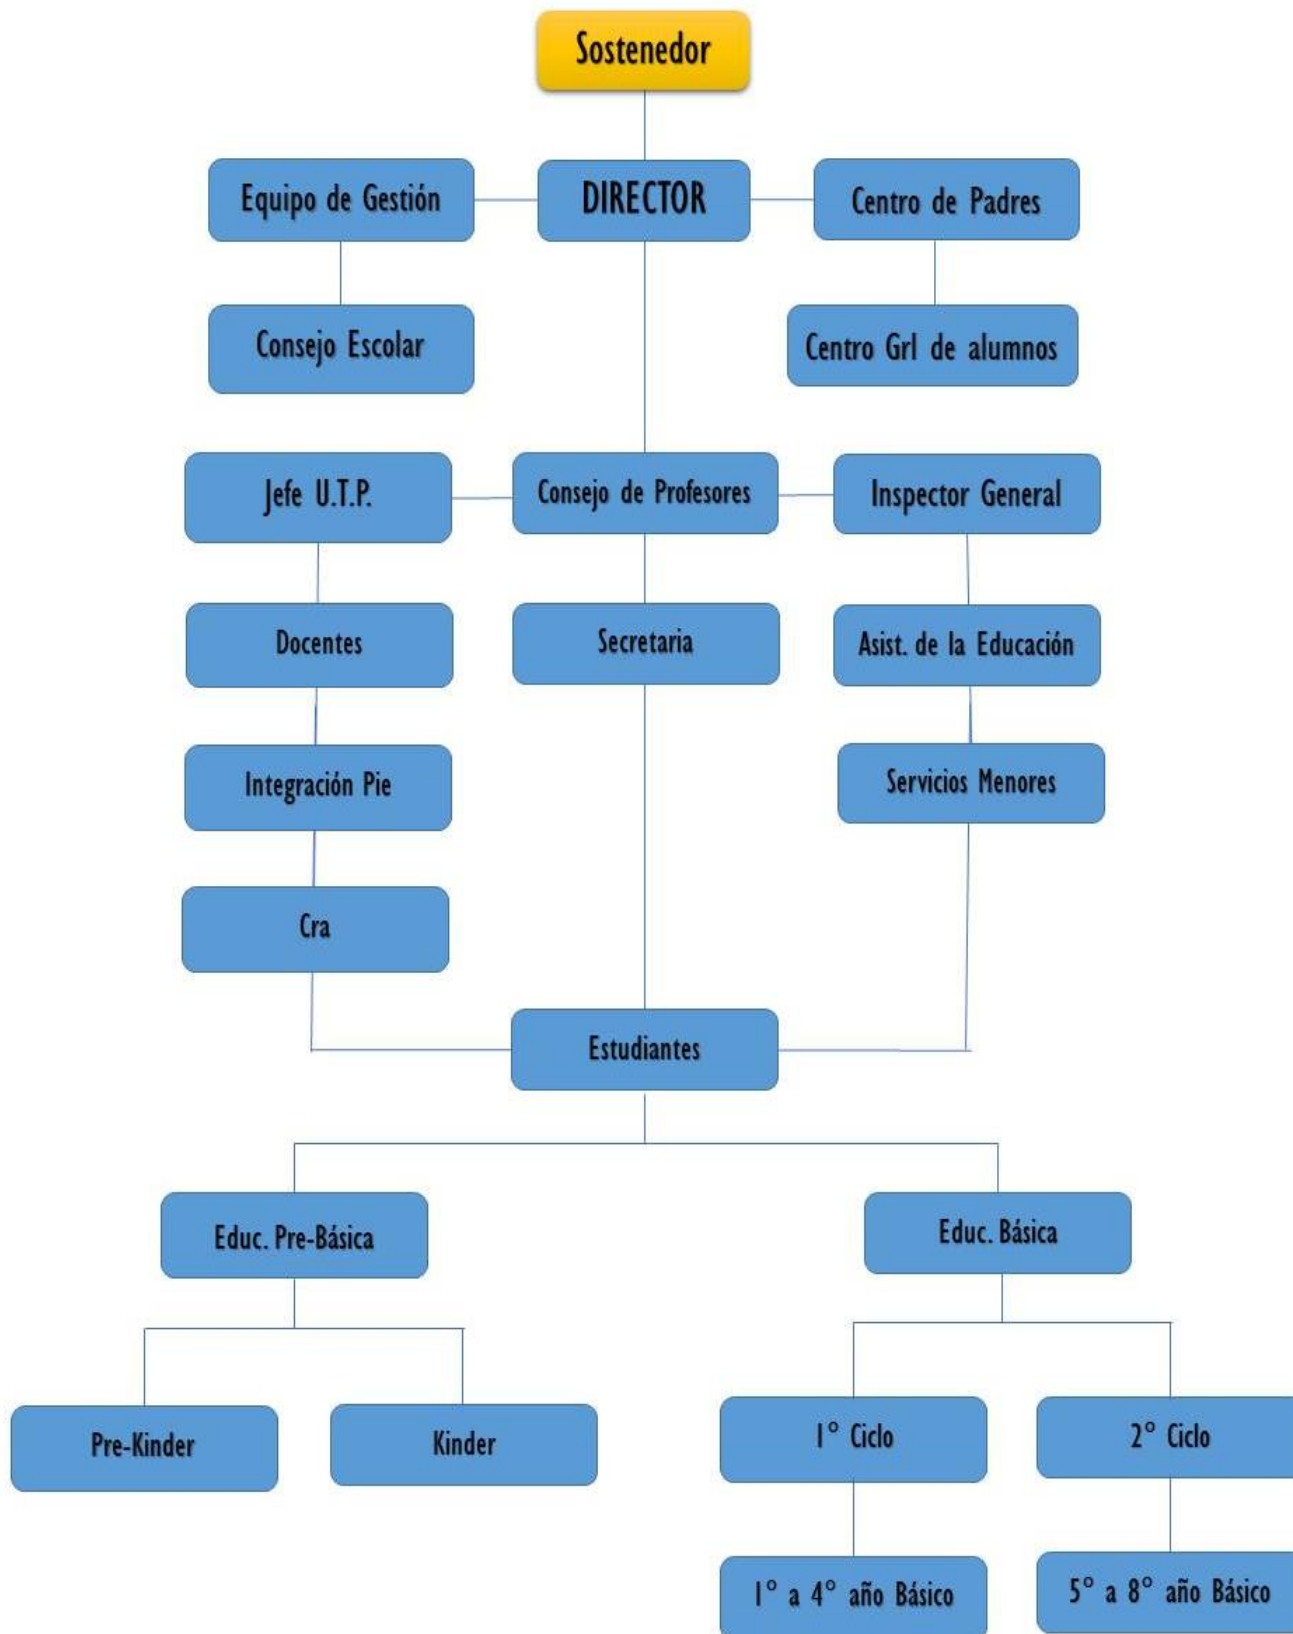 Sostenedor
Equipo de Gestión
DIRECTOR
Centro de Padres
Consejo Escolar
Centro Grl de alumnos
Jefe U.T.P.
Consejo de Profesores
Inspector General
Docentes
Secretaria
Asist. de la Educación
Integración Pie
Servicios Menores
Cra
Estudiantes
Educ. Pre-Básica
Educ. Básica
Pre-Kinder
Kinder
1° Ciclo
2° Ciclo
1° a 4° año Básico
5° a 8° año Básico